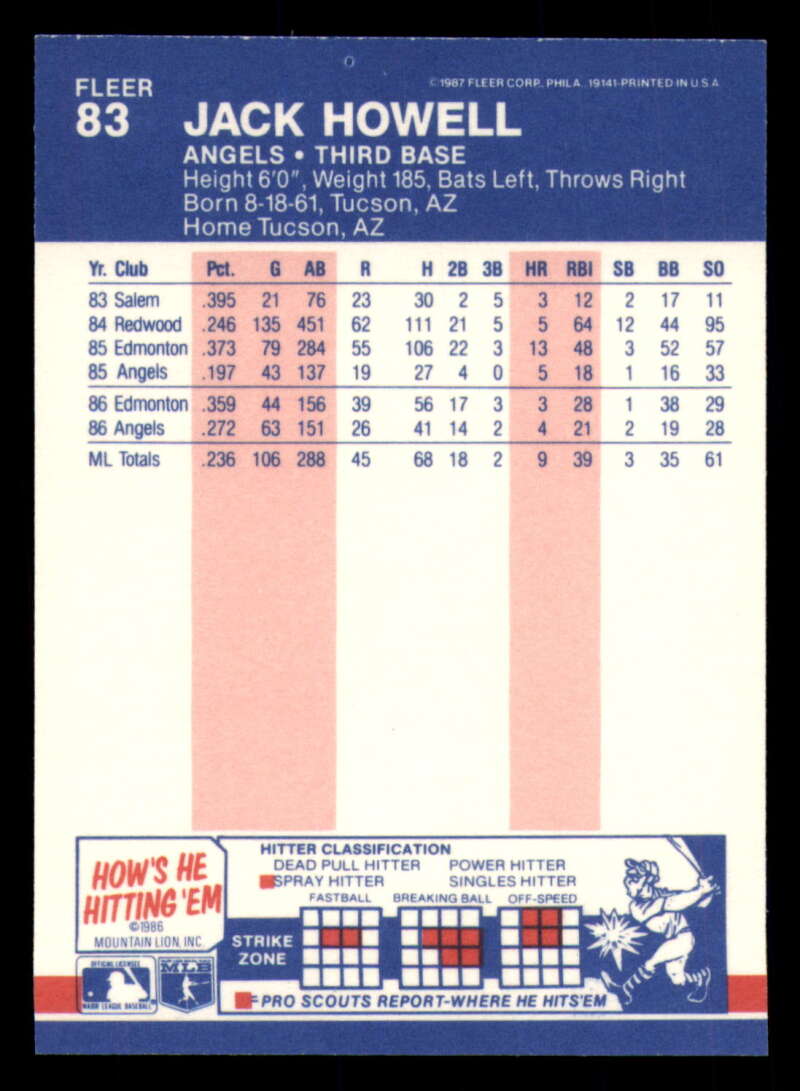 FLEER
©1987 FLEER CORP., PHILA. 19141-PRINTED IN U.S.A
83 JACK HOWELL
ANGELS • THIRD BASE
Height 6'0", Weight 185, Bats Left, Throws Right
Born 8-18-61, Tucson, AZ
Home Tucson, AZ
Yr. Club Pct. G AB R H 2B 3B HR RBI SB BB SO
83 Salem .395 21 76 23 30 2 5 3 12 2 17 11
84 Redwood .246 135 451 62 111 21 5 5 64 12 44 95
85 Edmonton .373 79 284 55 106 22 3 13 48 3 52 57
85 Angels .197 43 137 19 27 4 0 5 18 1 16 33
86 Edmonton .359 44 156 39 56 17 3 3 28 1 38 29
86 Angels .272 63 151 26 41 14 2 4 21 2 19 28
ML Totals .236 106 288 45 68 18 2 9 39 3 35 61
HOW'S HE
HITTING 'EM
©1986
MOUNTAIN LION, INC.
OFFICIAL LICENSEE
MAJOR LEAGUE BASEBALL
MLB
HITTER CLASSIFICATION
DEAD PULL HITTER POWER HITTER
SPRAY HITTER SINGLES HITTER
FASTBALL BREAKING BALL OFF-SPEED
STRIKE
ZONE
= PRO SCOUTS REPORT-WHERE HE HITS'EM